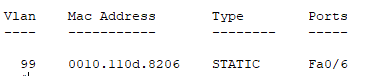 Vlan    Mac Address       Type        Ports
----    -----------       --------    -----
  99    0010.110d.8206    STATIC      Fa0/6